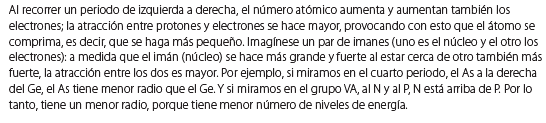 Al recorrer un periodo de izquierda a derecha, el número atómico aumenta y aumentan también los
electrones; la atracción entre protones y electrones se hace mayor, provocando con esto que el átomo se
comprima, es decir, que se haga más pequeño. Imagínese un par de imanes (uno es el núcleo y el otro los
electrones): a medida que el imán (núcleo) se hace más grande y fuerte al estar cerca de otro también más
fuerte, la atracción entre los dos es mayor. Por ejemplo, si miramos en el cuarto periodo, el As a la derecha
del Ge, el As tiene menor radio que el Ge. Y si miramos en el grupo VA, al N y al P, N está arriba de P. Por lo
tanto, tiene un menor radio, porque tiene menor número de niveles de energía.